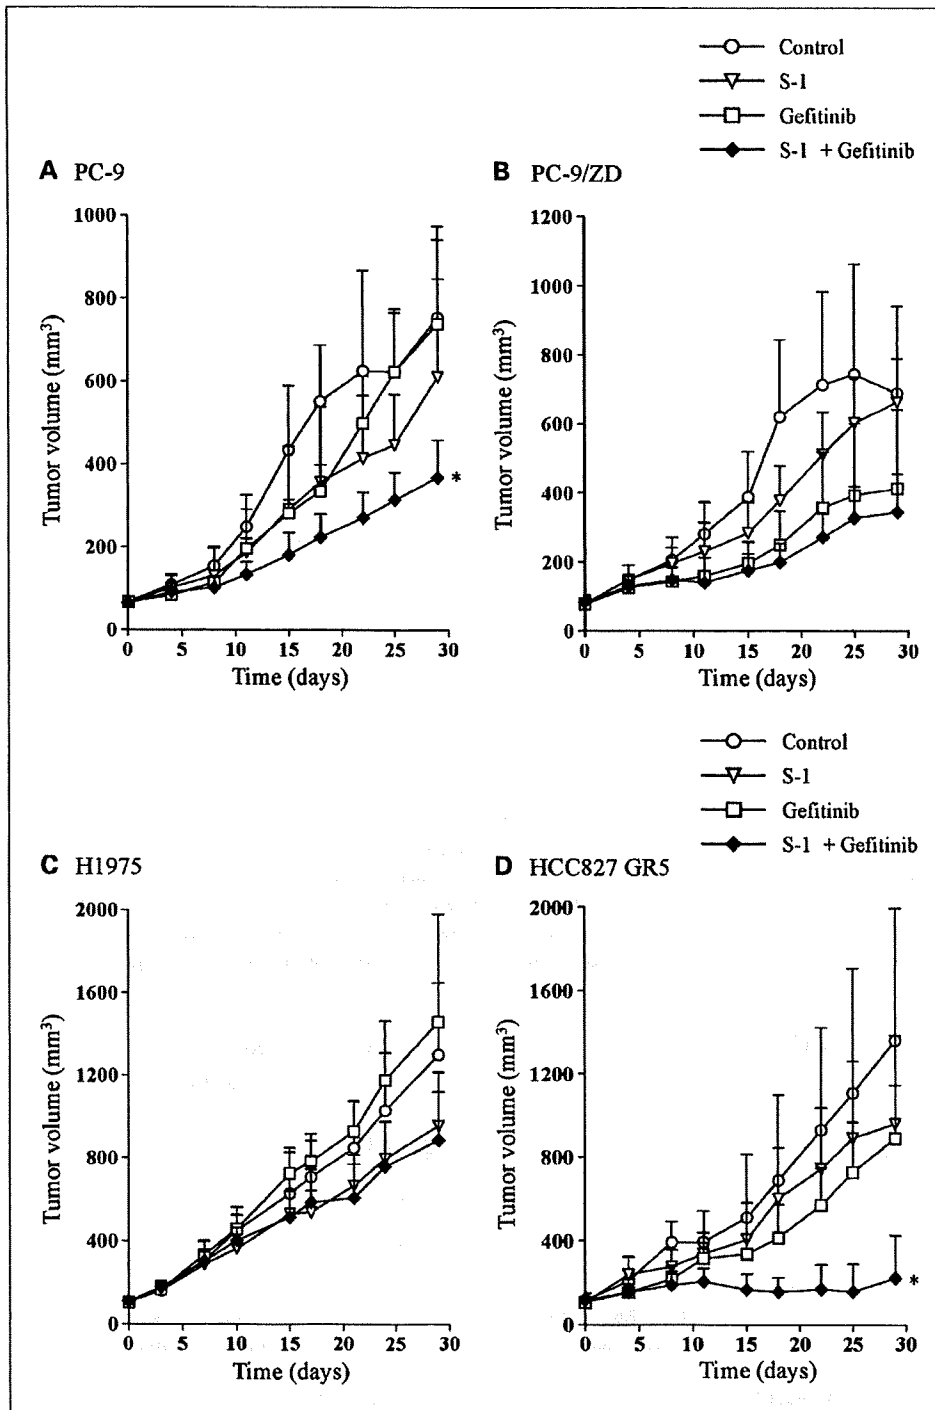 Control
S-1
Gefitinib
S-1 + Gefitinib
A PC-9
B PC-9/ZD
Tumor volume (mm³)
1000
800
600
400
200
0
0 5 10 15 20 25 30
Time (days)
*
Tumor volume (mm³)
1200
1000
800
600
400
200
0
0 5 10 15 20 25 30
Time (days)
Control
S-1
Gefitinib
S-1 + Gefitinib
C H1975
D HCC827 GR5
Tumor volume (mm³)
2000
1600
1200
800
400
0
0 5 10 15 20 25 30
Time (days)
Tumor volume (mm³)
2000
1600
1200
800
400
0
0 5 10 15 20 25 30
Time (days)
*